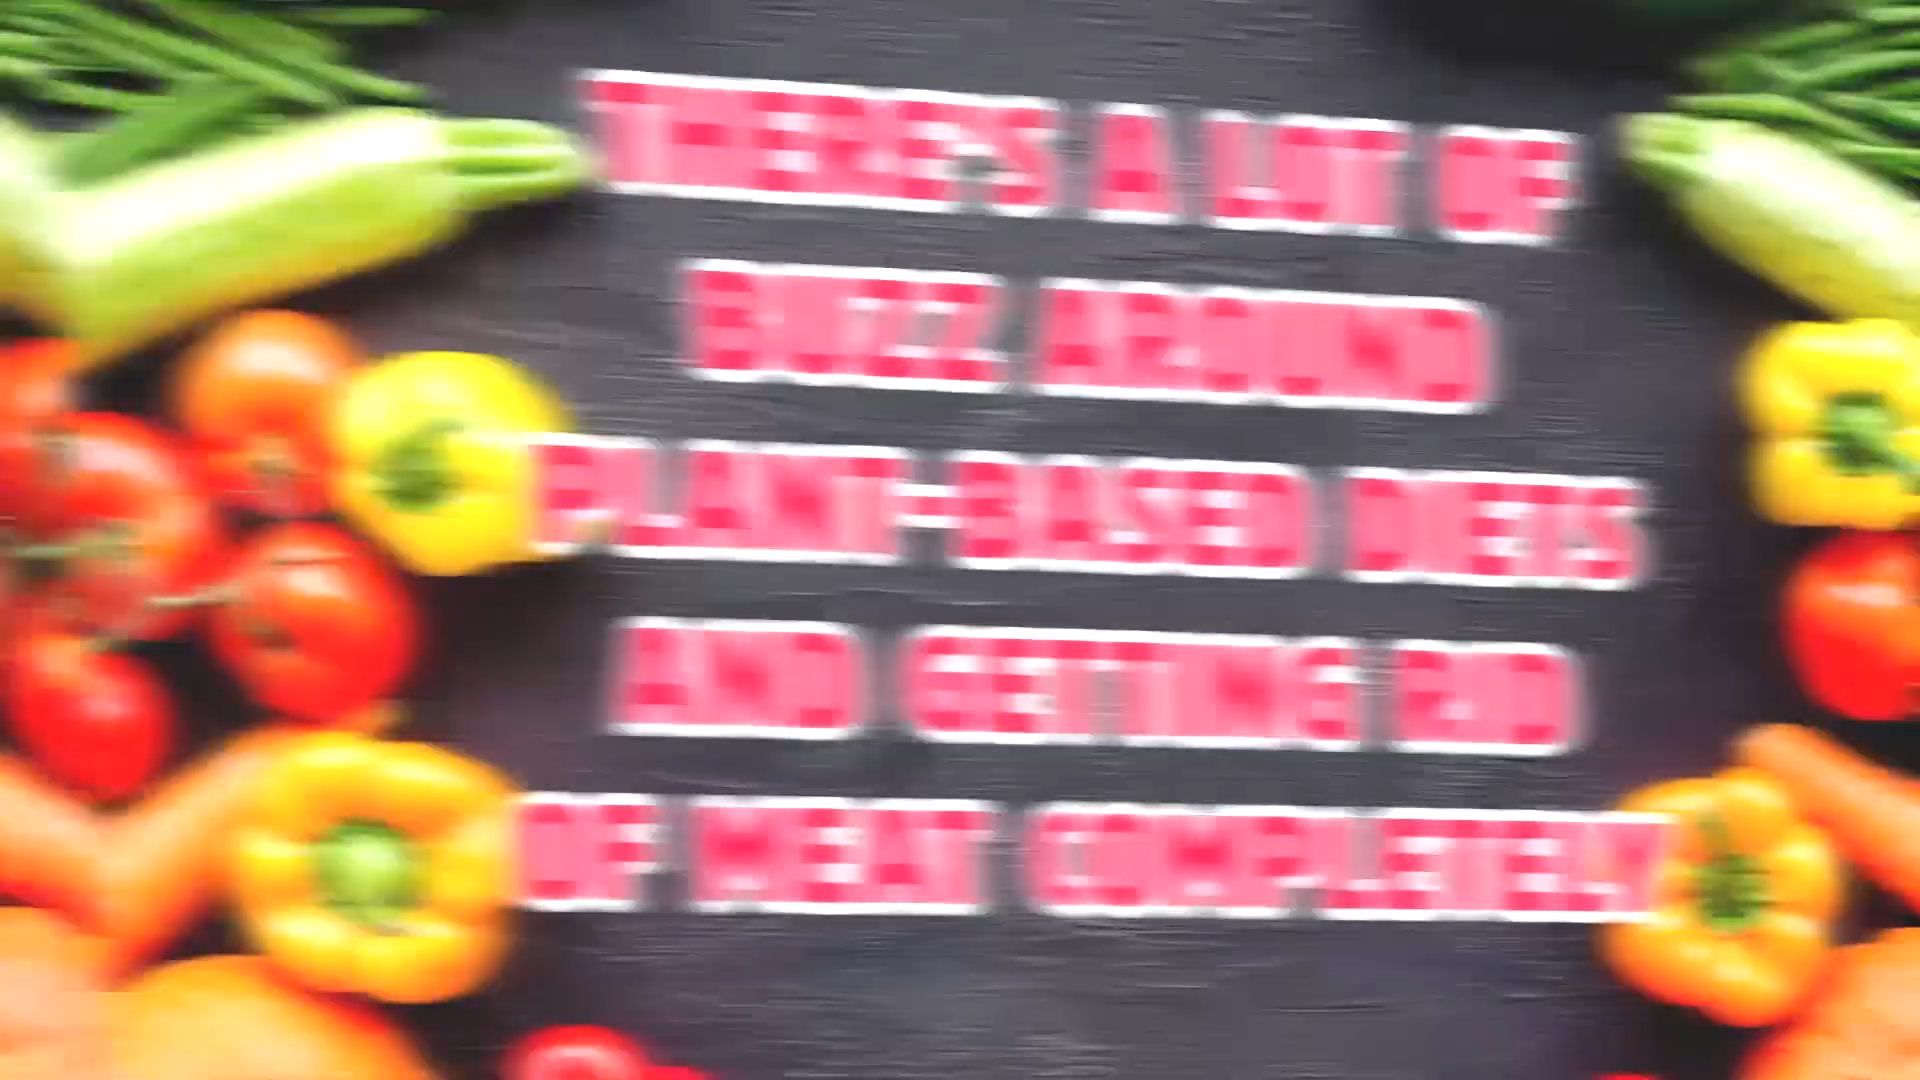 THERE'S A LOT OF
BUZZ AROUND
PLANT-BASED DIETS
AND GETTING RID
OF MEAT COMPLETELY